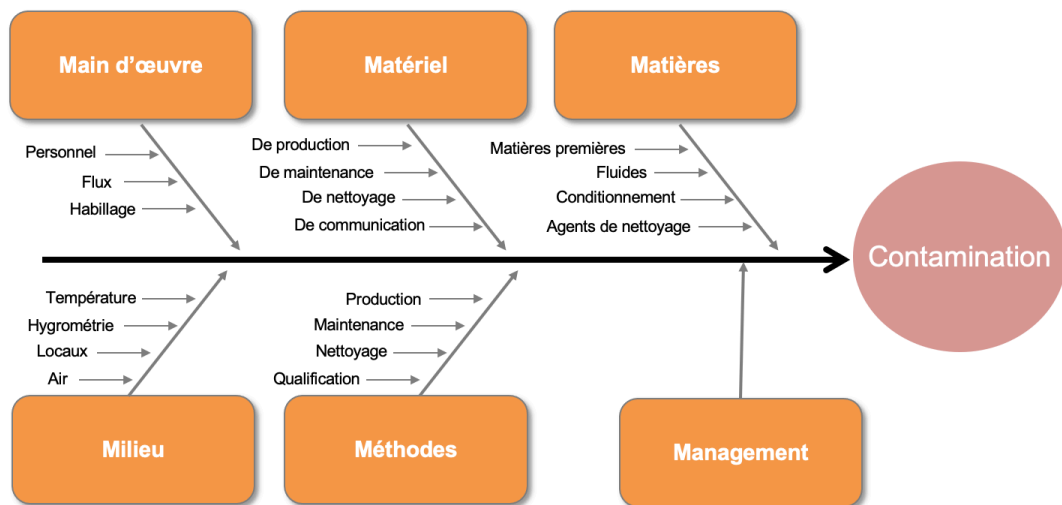 Main d’œuvre
Matériel
Matières
Personnel
Flux
Habillage
De production
De maintenance
De nettoyage
De communication
Matières premières
Fluides
Conditionnement
Agents de nettoyage
Contamination
Température
Hygrométrie
Locaux
Air
Production
Maintenance
Nettoyage
Qualification
Milieu
Méthodes
Management